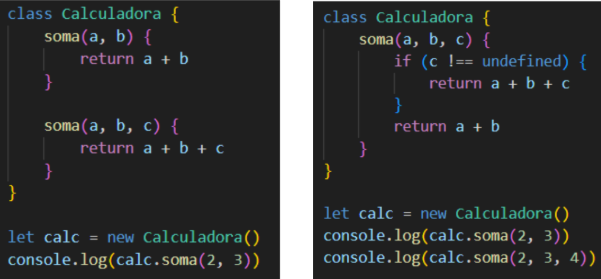 class Calculadora {
    soma(a, b) {
        return a + b
    }

    soma(a, b, c) {
        return a + b + c
    }
}

let calc = new Calculadora()
console.log(calc.soma(2, 3))

class Calculadora {
    soma(a, b, c) {
        if (c !== undefined) {
            return a + b + c
        }
        return a + b
    }
}

let calc = new Calculadora()
console.log(calc.soma(2, 3))
console.log(calc.soma(2, 3, 4))